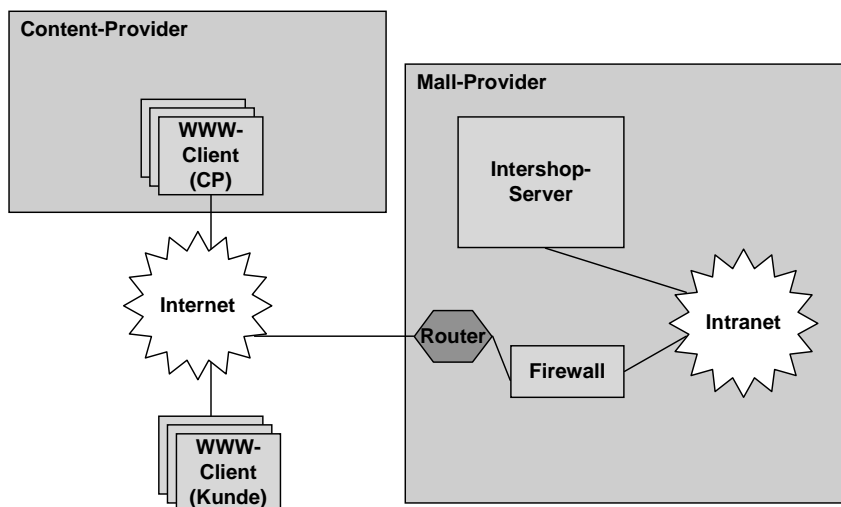 Content-Provider
WWW-
Client
(CP)
Mall-Provider
Intershop-
Server
Internet
Router
Intranet
Firewall
WWW-
Client
(Kunde)